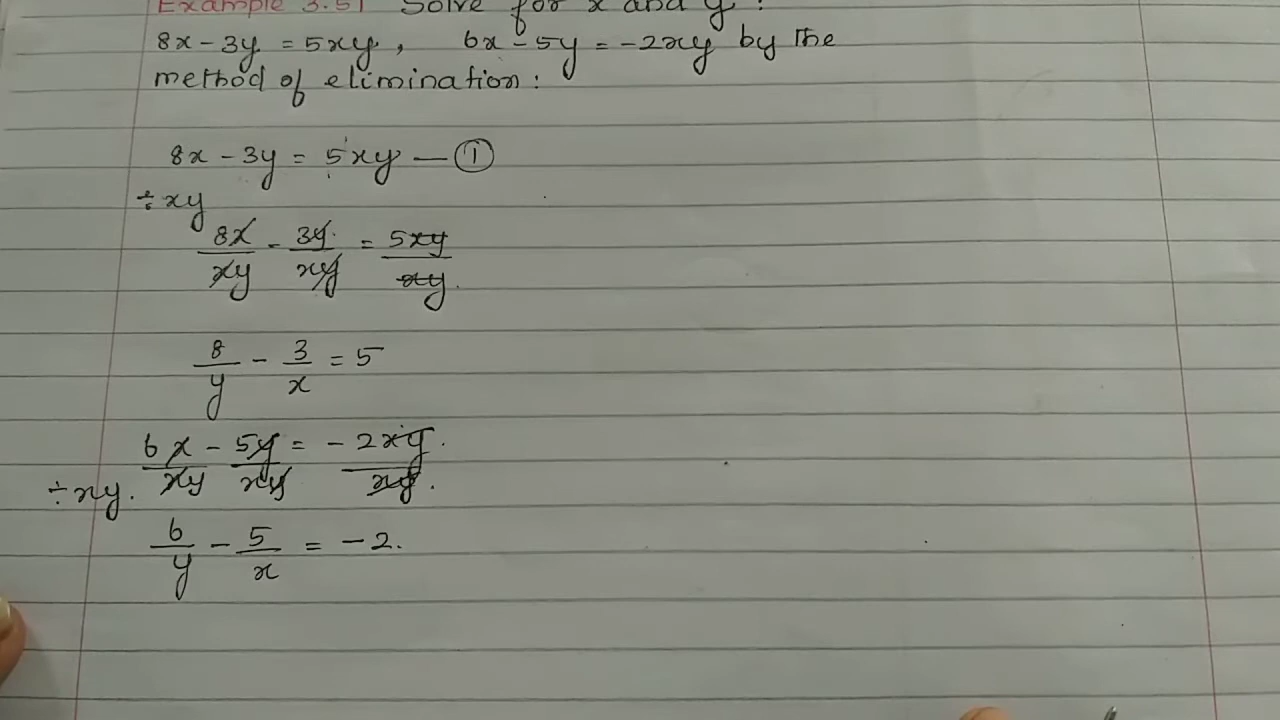 Example 3.51 Solve for x and y :
8x - 3y = 5xy, 6x - 5y = -2xy by the
method of elimination :
8x - 3y = 5xy — ①
÷ xy
8x/xy - 3y/xy = 5xy/xy.
8/y - 3/x = 5
6x/xy - 5y/xy = -2xy/xy.
÷ xy.
6/y - 5/x = -2.